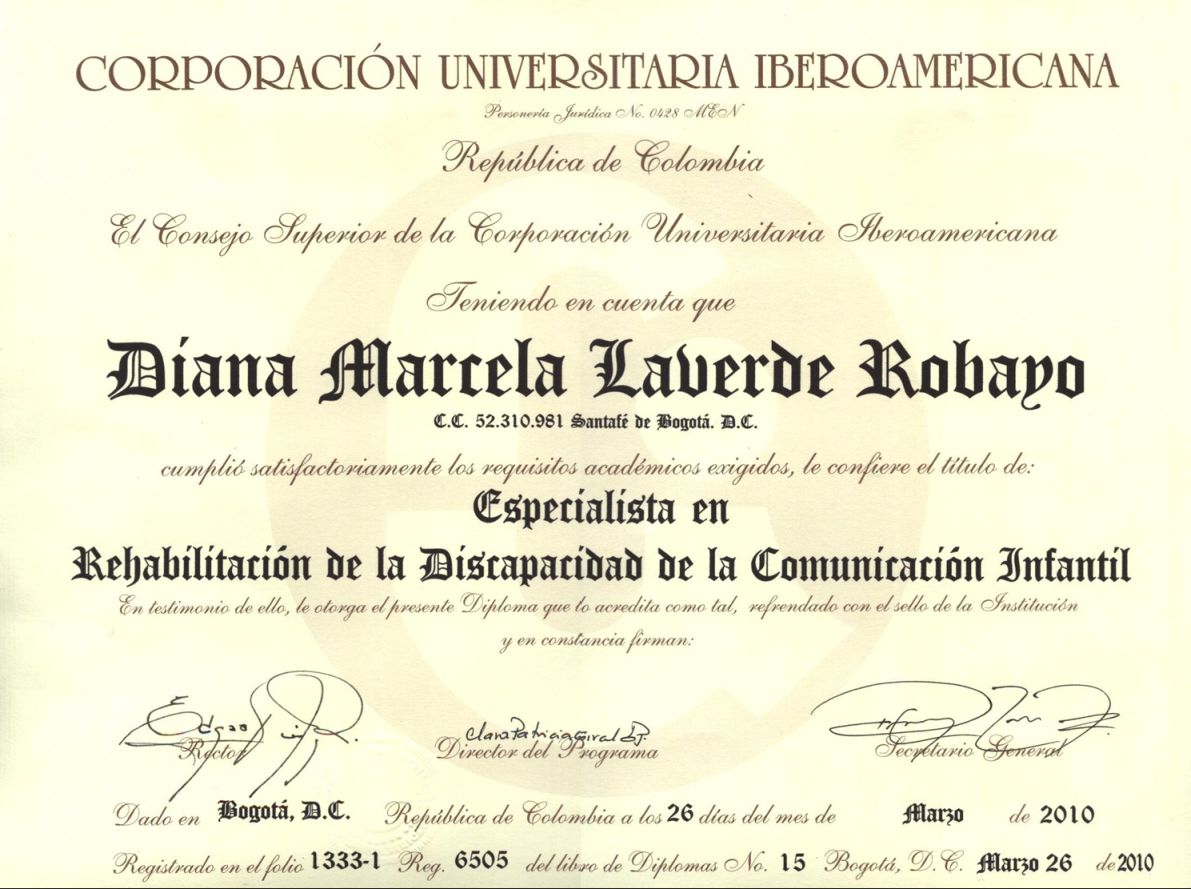 CORPORACIÓN UNIVERSITARIA IBEROAMERICANA
Personería Jurídica No. 0428 MEN
República de Colombia
El Consejo Superior de la Corporación Universitaria Iberoamericana
Teniendo en cuenta que
Diana Marcela Laverde Robayo
C.C. 52.310.981 Santafé de Bogotá. D.C.
cumplió satisfactoriamente los requisitos académicos exigidos, le confiere el título de:
Especialista en
Rehabilitación de la Discapacidad de la Comunicación Infantil
En testimonio de ello, le otorga el presente Diploma que lo acredita como tal, refrendado con el sello de la Institución
y en constancia firman:
Rector Director del Programa Secretario General
Dado en Bogotá, D.C. República de Colombia a los 26 días del mes de Marzo de 2010
Registrado en el folio 1333-1 Reg. 6505 del libro de Diplomas No. 15 Bogotá, D.C. Marzo 26 de 2010